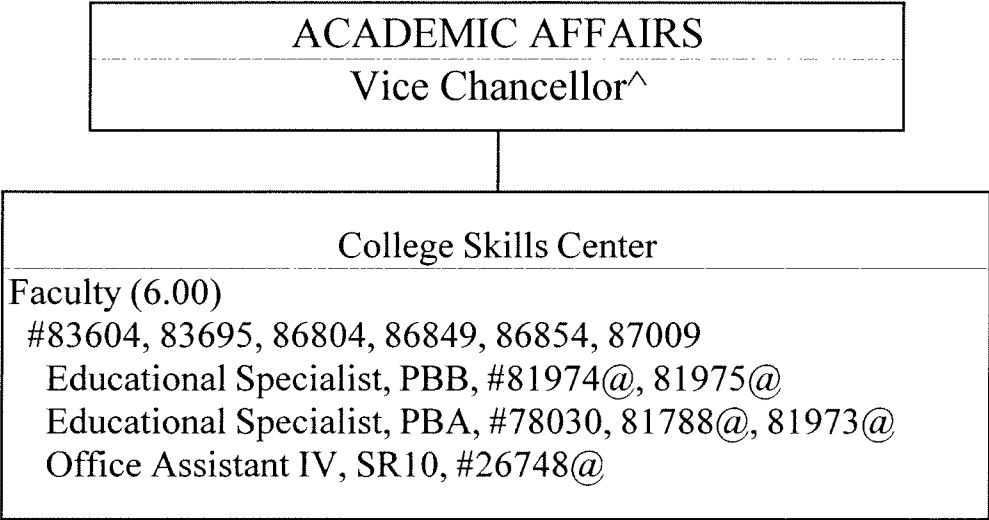 ACADEMIC AFFAIRS
Vice Chancellor^
College Skills Center
Faculty (6.00)
#83604, 83695, 86804, 86849, 86854, 87009
Educational Specialist, PBB, #81974@, 81975@
Educational Specialist, PBA, #78030, 81788@, 81973@
Office Assistant IV, SR10, #26748@